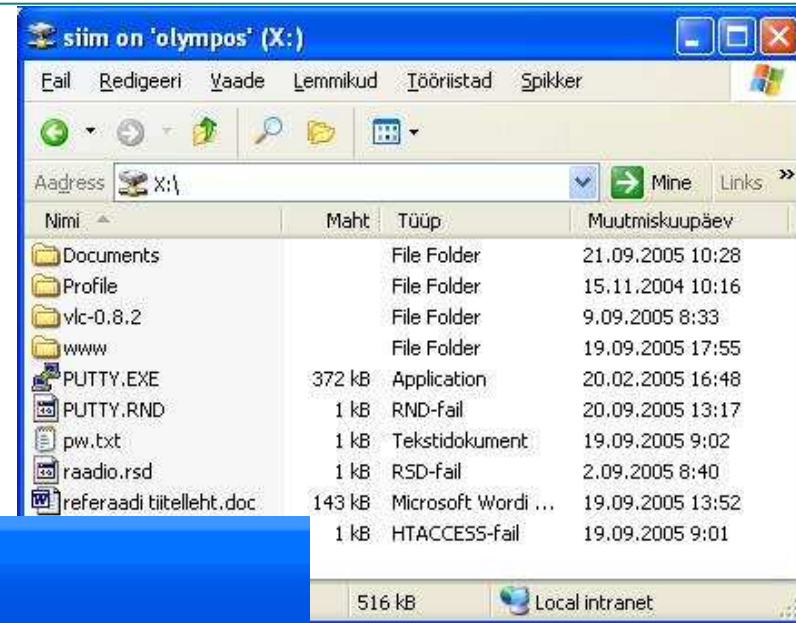 siim on 'olympos' (X:)
Fail Redigeeri Vaade Lemmikud Tööriistad Spikker
Aadress X:\ Mine Links »
Nimi Maht Tüüp Muutmiskuupäev
Documents File Folder 21.09.2005 10:28
Profile File Folder 15.11.2004 10:16
vlc-0.8.2 File Folder 9.09.2005 8:33
www File Folder 19.09.2005 17:55
PUTTY.EXE 372 kB Application 20.02.2005 16:48
PUTTY.RND 1 kB RND-fail 20.09.2005 13:17
pw.txt 1 kB Tekstidokument 19.09.2005 9:02
raadio.rsd 1 kB RSD-fail 2.09.2005 8:40
referaadi tiitelleht.doc 143 kB Microsoft Wordi ... 19.09.2005 13:52
1 kB HTACCESS-fail 19.09.2005 9:01
516 kB Local intranet